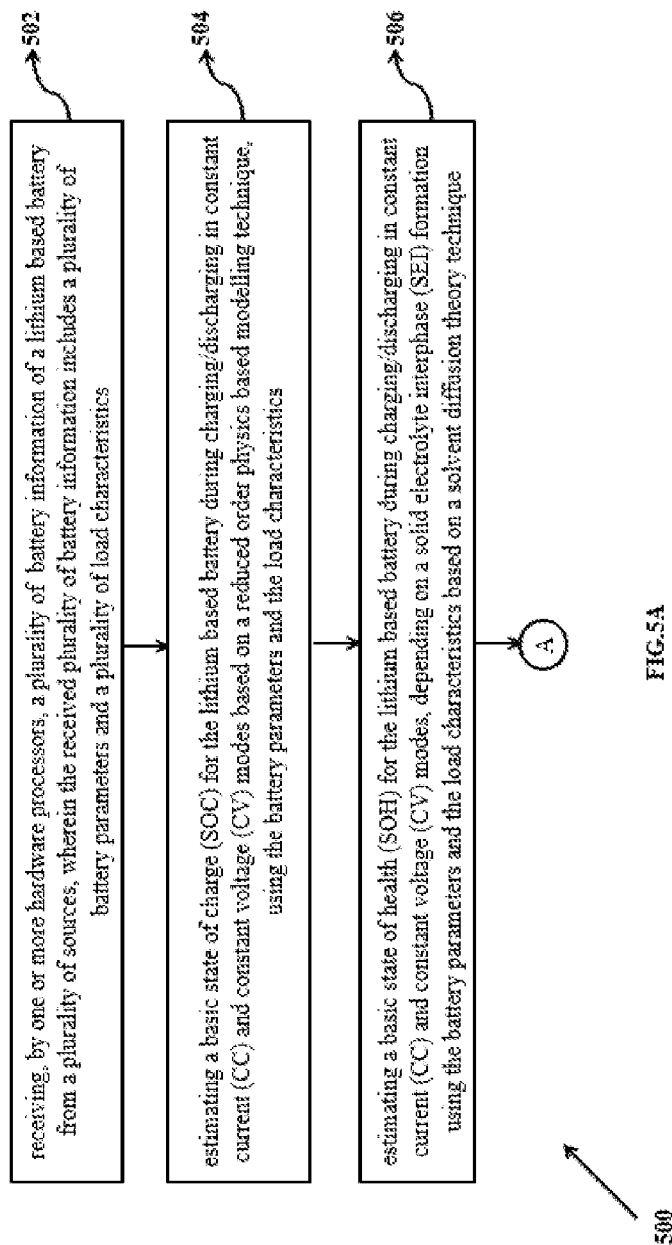 receiving, by one or more hardware processors, a plurality of battery information of a lithium based battery
from a plurality of sources, wherein the received plurality of battery information includes a plurality of
battery parameters and a plurality of load characteristics
502
estimating a basic state of charge (SOC) for the lithium based battery during charging/discharging in constant
current (CC) and constant voltage (CV) modes based on a reduced order physics based modelling technique,
using the battery parameters and the load characteristics
504
estimating a basic state of health (SOH) for the lithium based battery during charging/discharging in constant
current (CC) and constant voltage (CV) modes, depending on a solid electrolyte interphase (SEI) formation
using the battery parameters and the load characteristics based on a solvent diffusion theory technique
506
A
500
FIG.5A